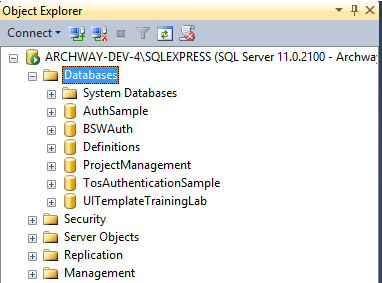 Object Explorer
Connect
ARCHWAY-DEV-4\SQLEXPRESS (SQL Server 11.0.2100 - Archway
Databases
System Databases
AuthSample
BSWAuth
Definitions
ProjectManagement
TosAuthenticationSample
UITemplateTrainingLab
Security
Server Objects
Replication
Management